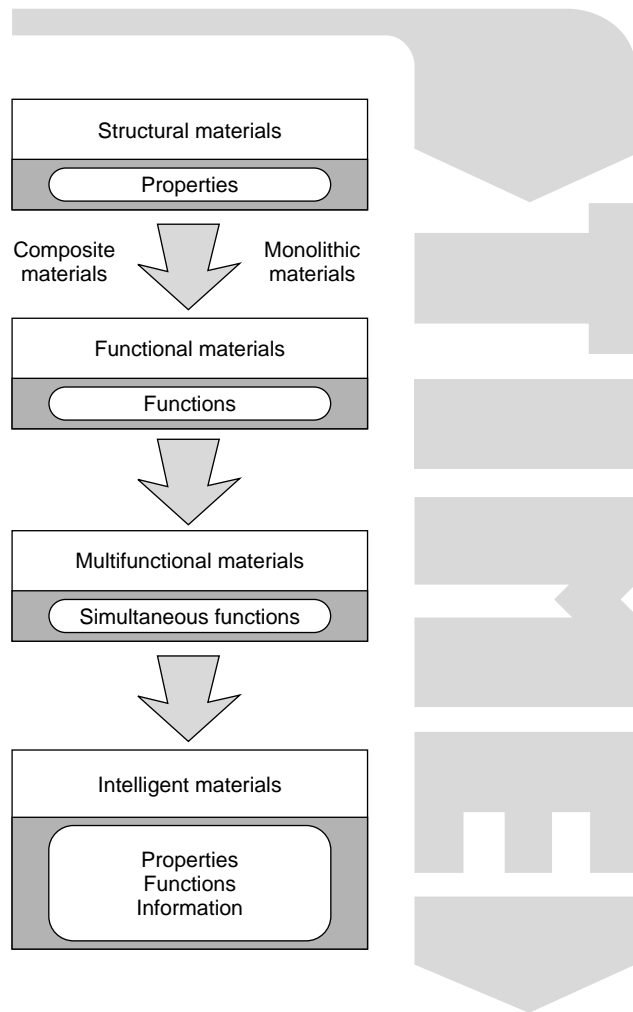 Structural materials
Properties
Composite
materials
Monolithic
materials
Functional materials
Functions
Multifunctional materials
Simultaneous functions
Intelligent materials
Properties
Functions
Information
TIME